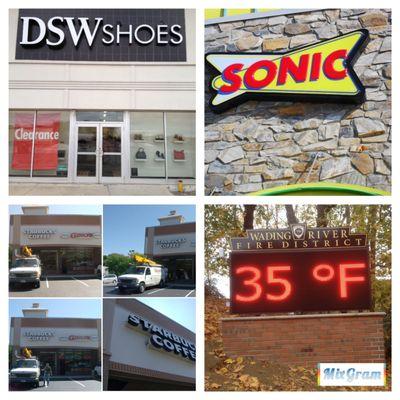 DSW SHOES
Clearance
SONIC
STARBUCKS
COFFEE
STARBUCKS
COFFEE
STARBUCKS
COFFEE
STARBUCKS
COFFEE
WADING RIVER
FIRE DISTRICT
35 °F
MixGram